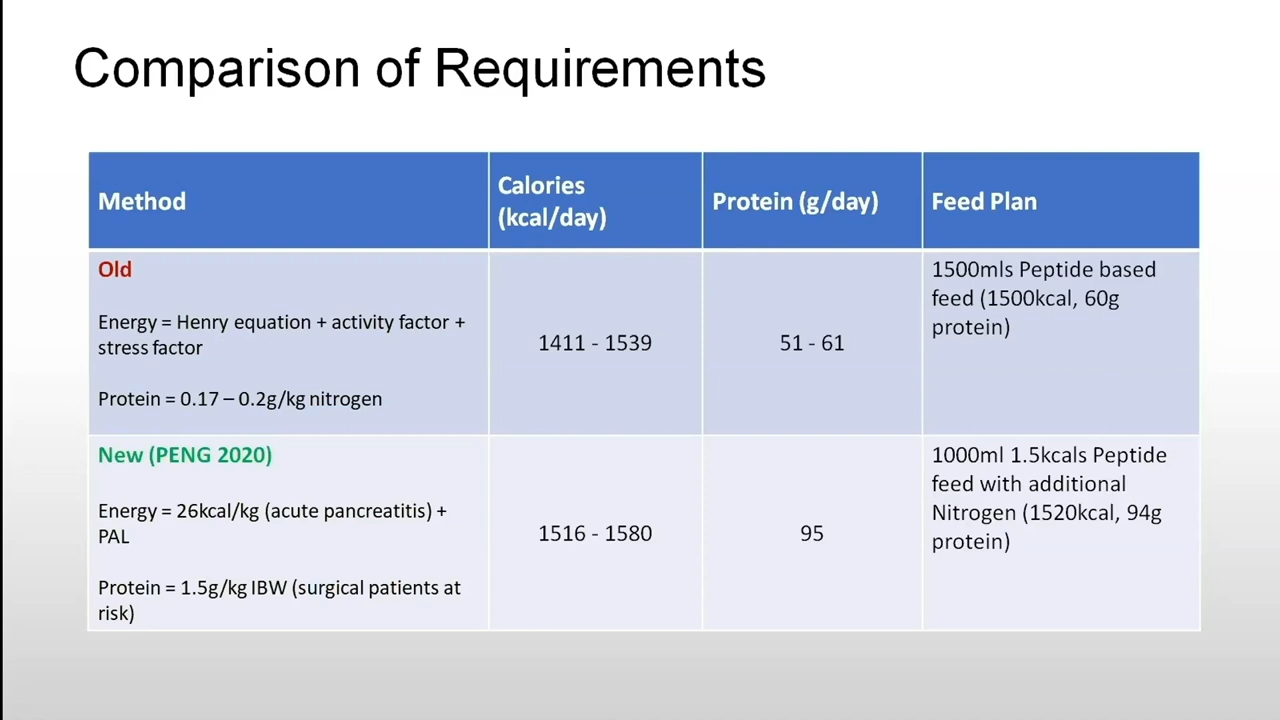 Comparison of Requirements
Method
Calories
(kcal/day)
Protein (g/day)
Feed Plan
Old
Energy = Henry equation + activity factor +
stress factor
Protein = 0.17 – 0.2g/kg nitrogen
1411 - 1539
51 - 61
1500mls Peptide based
feed (1500kcal, 60g
protein)
New (PENG 2020)
Energy = 26kcal/kg (acute pancreatitis) +
PAL
Protein = 1.5g/kg IBW (surgical patients at
risk)
1516 - 1580
95
1000ml 1.5kcals Peptide
feed with additional
Nitrogen (1520kcal, 94g
protein)